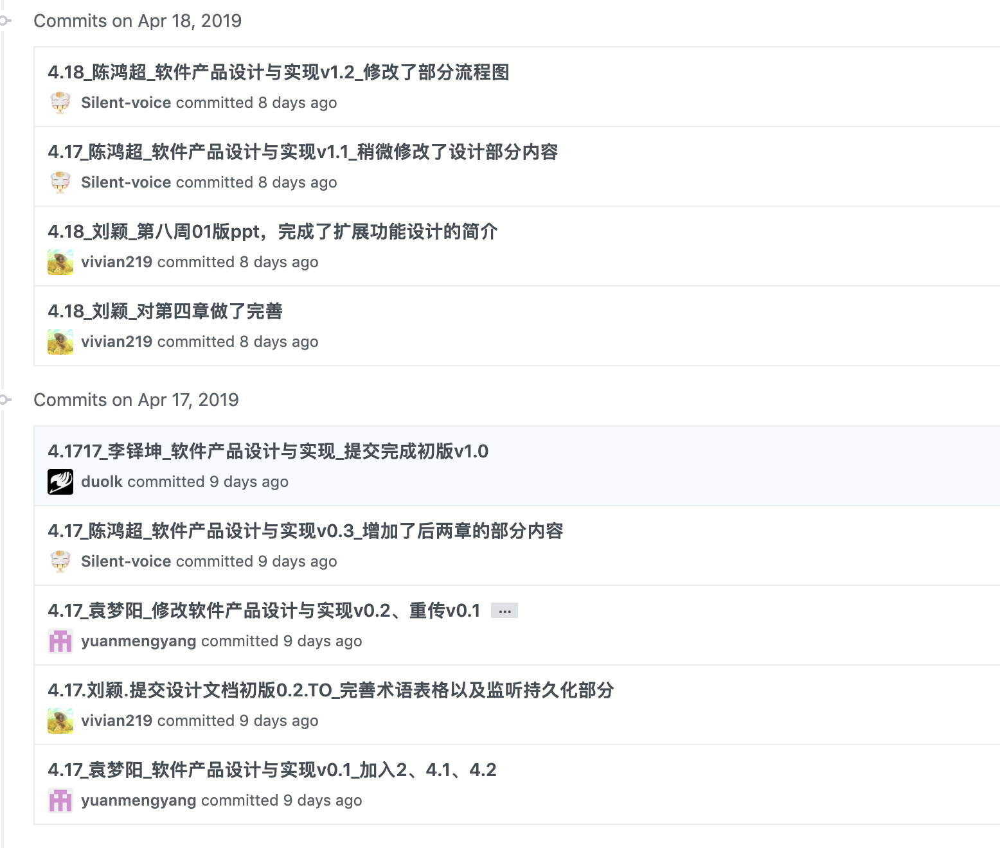 Commits on Apr 18, 2019
4.18_陈鸿超_软件产品设计与实现v1.2_修改了部分流程图
Silent-voice committed 8 days ago
4.17_陈鸿超_软件产品设计与实现v1.1_稍微修改了设计部分内容
Silent-voice committed 8 days ago
4.18_刘颖_第八周01版ppt，完成了扩展功能设计的简介
vivian219 committed 8 days ago
4.18_刘颖_对第四章做了完善
vivian219 committed 8 days ago
Commits on Apr 17, 2019
4.1717_李铎坤_软件产品设计与实现_提交完成初版v1.0
duolk committed 9 days ago
4.17_陈鸿超_软件产品设计与实现v0.3_增加了后两章的部分内容
Silent-voice committed 9 days ago
4.17_袁梦阳_修改软件产品设计与实现v0.2、重传v0.1 …
yuanmengyang committed 9 days ago
4.17.刘颖.提交设计文档初版0.2.TO_完善术语表格以及监听持久化部分
vivian219 committed 9 days ago
4.17_袁梦阳_软件产品设计与实现v0.1_加入2、4.1、4.2
yuanmengyang committed 9 days ago